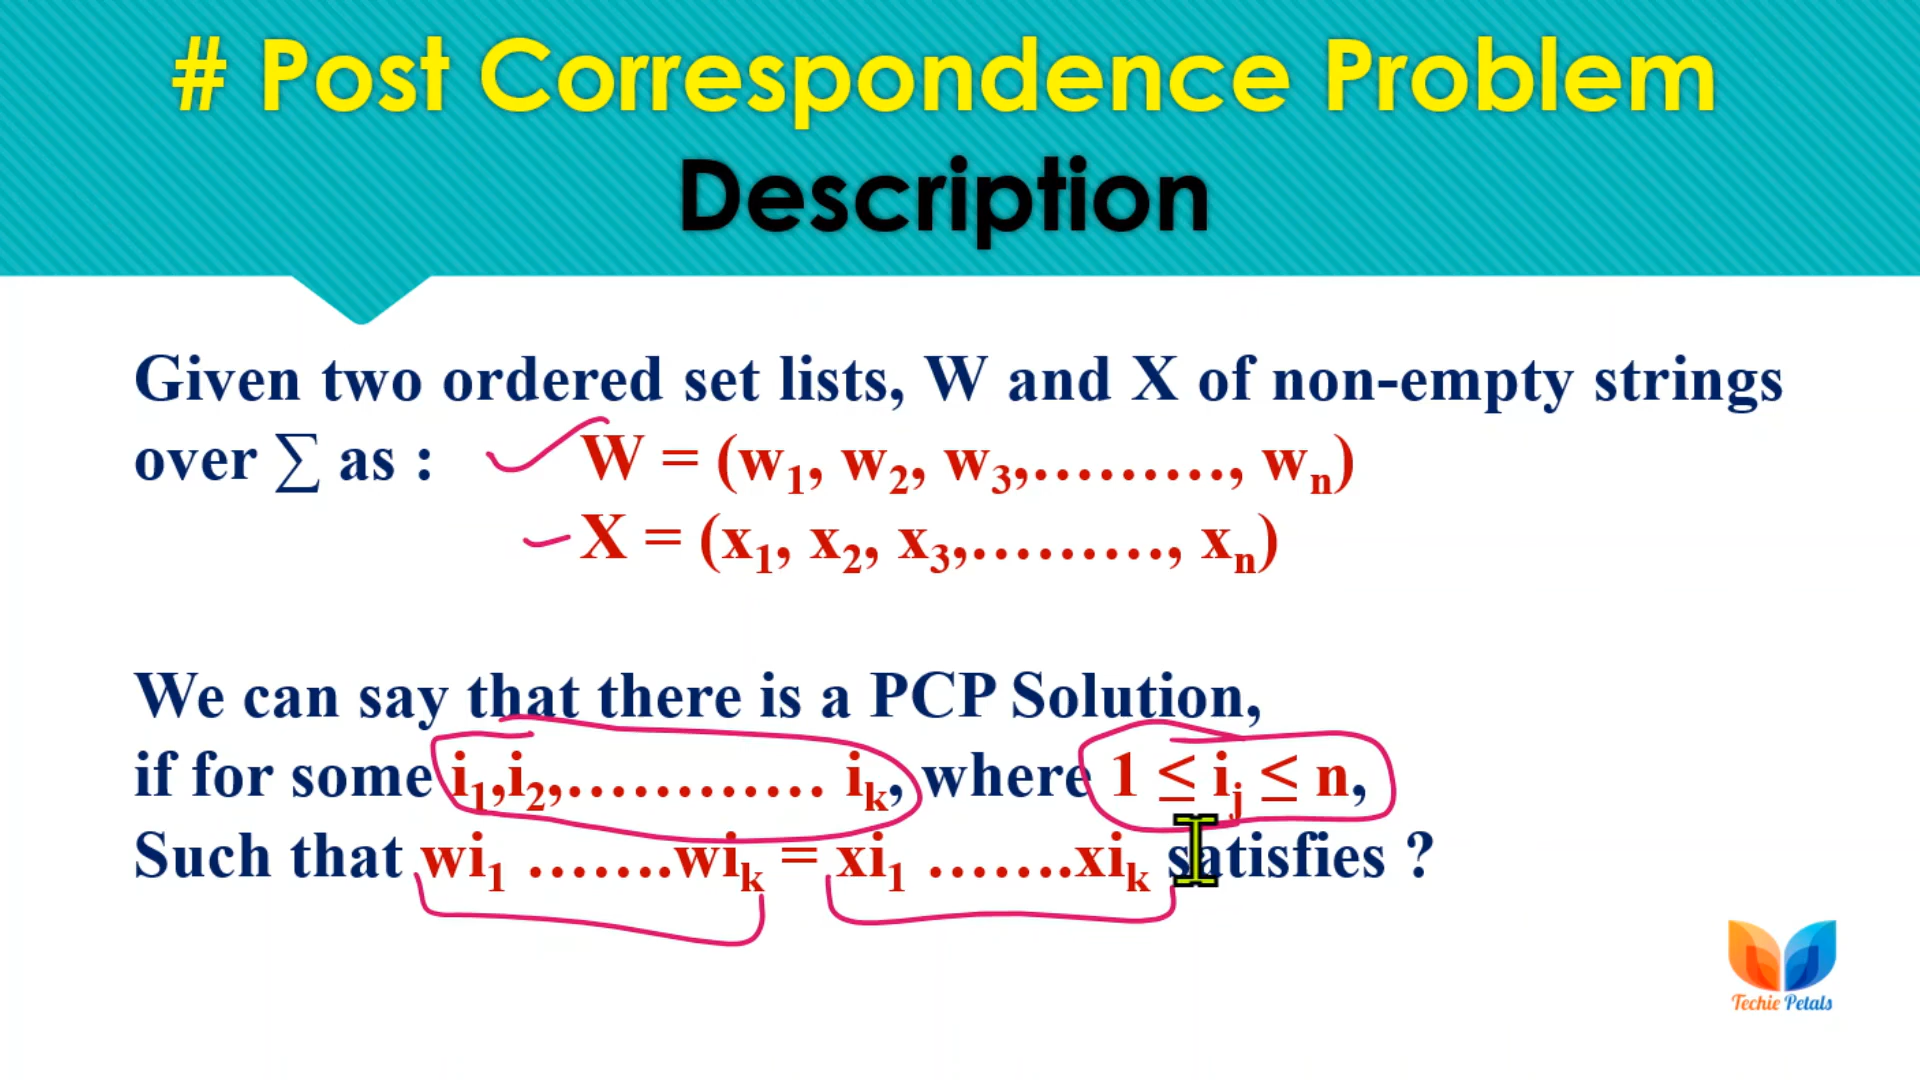 # Post Correspondence Problem
Description
Given two ordered set lists, W and X of non-empty strings
over ∑ as : W = (w₁, w₂, w₃,………, wₙ)
X = (x₁, x₂, x₃,………, xₙ)
We can say that there is a PCP Solution,
if for some i₁,i₂,………… iₖ, where 1 ≤ iⱼ ≤ n,
Such that wi₁ …….wiₖ = xi₁ …….xiₖ satisfies ?
Techie Petals